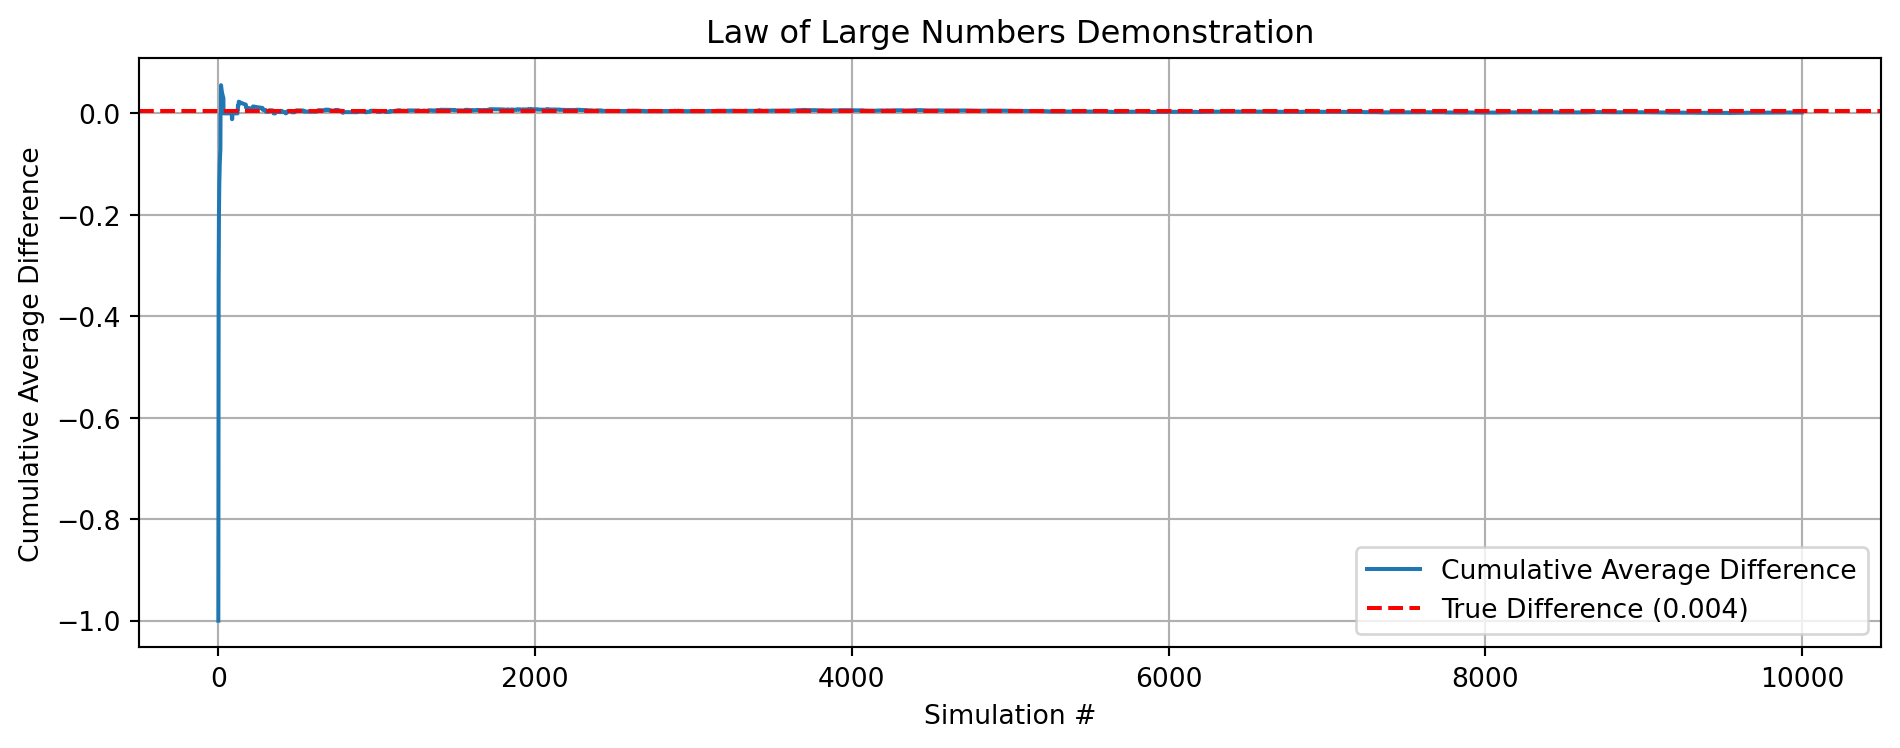 Law of Large Numbers Demonstration
Cumulative Average Difference
0.0
−0.2
−0.4
−0.6
−0.8
−1.0
0 2000 4000 6000 8000 10000
Simulation #
Cumulative Average Difference
True Difference (0.004)